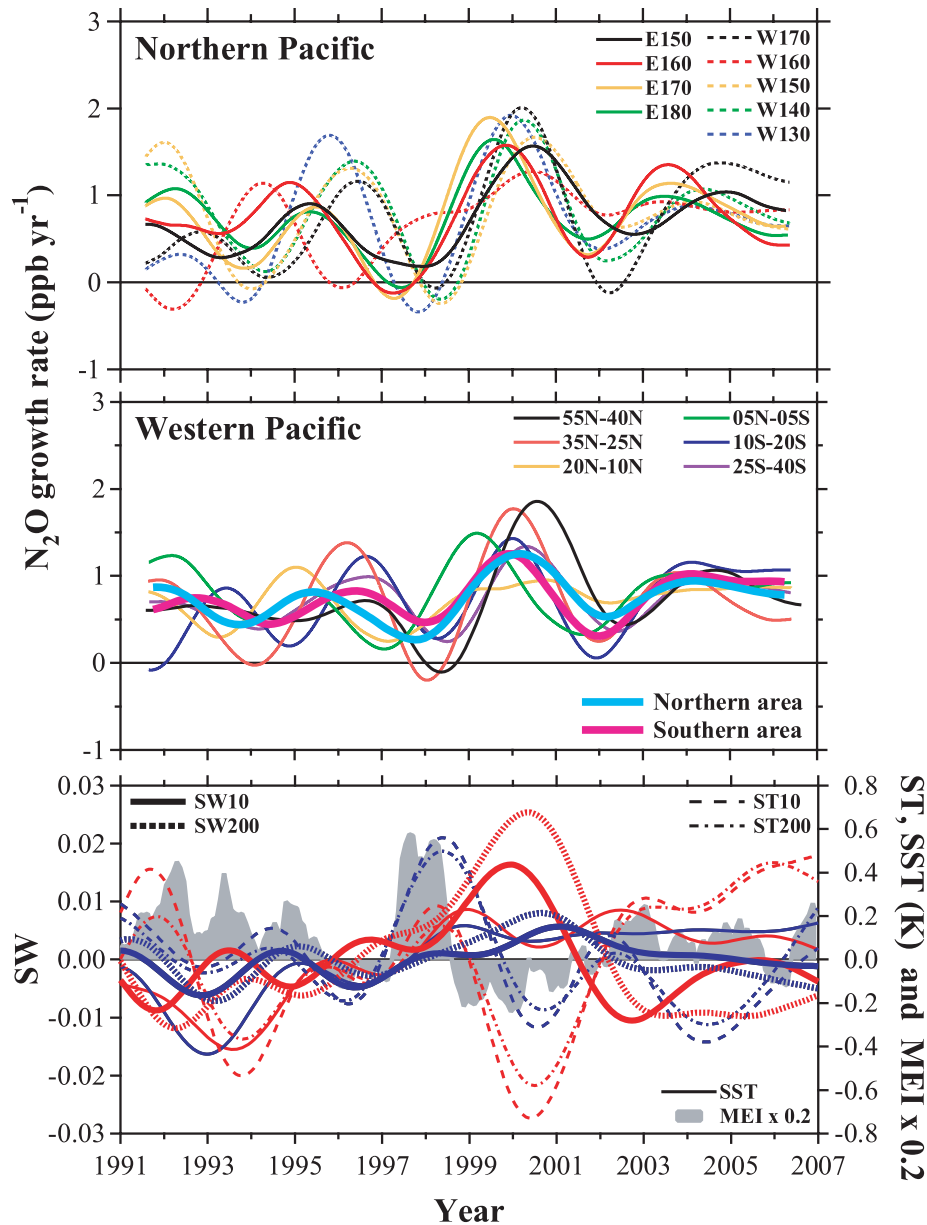 N2O growth rate (ppb yr-1)
3
2
1
0
-1
Northern Pacific
E150
E160
E170
E180
W170
W160
W150
W140
W130
3
2
1
0
-1
Western Pacific
55N-40N
35N-25N
20N-10N
05N-05S
10S-20S
25S-40S
Northern area
Southern area
SW
0.03
0.02
0.01
0.00
-0.01
-0.02
-0.03
SW10
SW200
ST10
ST200
SST
MEI x 0.2
0.8
0.6
0.4
0.2
0.0
-0.2
-0.4
-0.6
-0.8
ST, SST (K) and MEI x 0.2
1991 1993 1995 1997 1999 2001 2003 2005 2007
Year